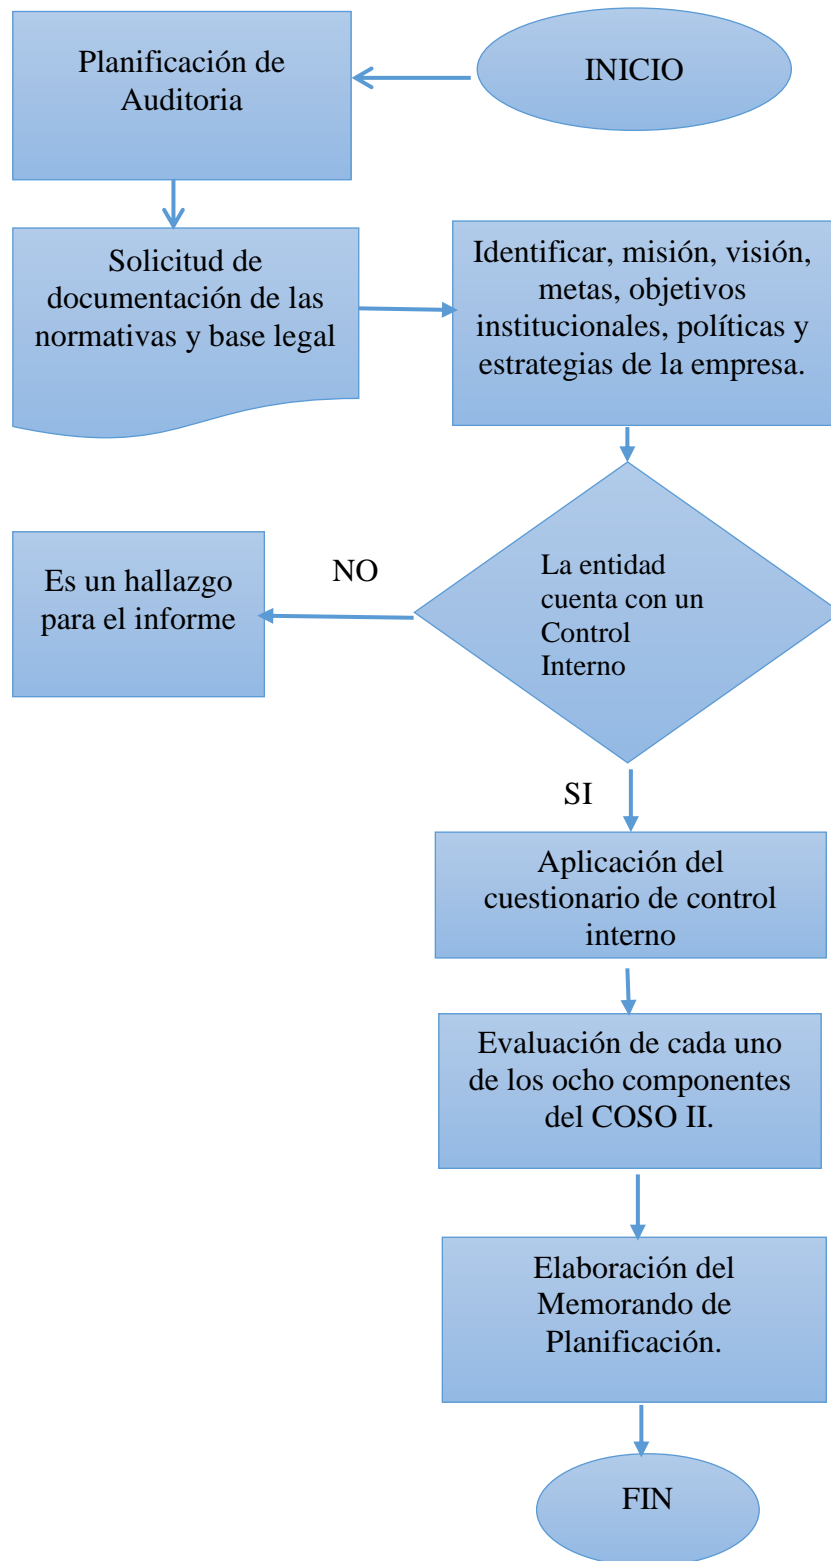 INICIO
Planificación de
Auditoria
Solicitud de
documentación de las
normativas y base legal
Identificar, misión, visión,
metas, objetivos
institucionales, políticas y
estrategias de la empresa.
La entidad
cuenta con un
Control
Interno
NO
Es un hallazgo
para el informe
SI
Aplicación del
cuestionario de control
interno
Evaluación de cada uno
de los ocho componentes
del COSO II.
Elaboración del
Memorando de
Planificación.
FIN